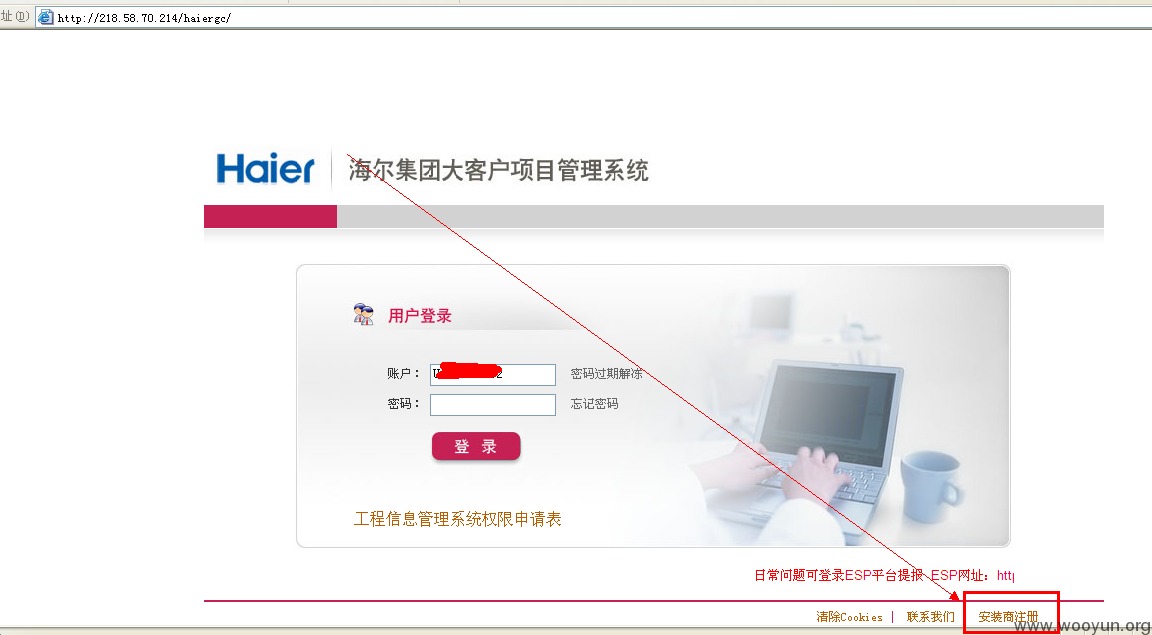 址(D)
http://218.58.70.214/haiergc/
Haier
海尔集团大客户项目管理系统
用户登录
账户： 密码过期解冻
密码： 忘记密码
登 录
工程信息管理系统权限申请表
日常问题可登录ESP平台提报 ESP网址： http
清除Cookies | 联系我们 安装商注册
www.wooyun.org